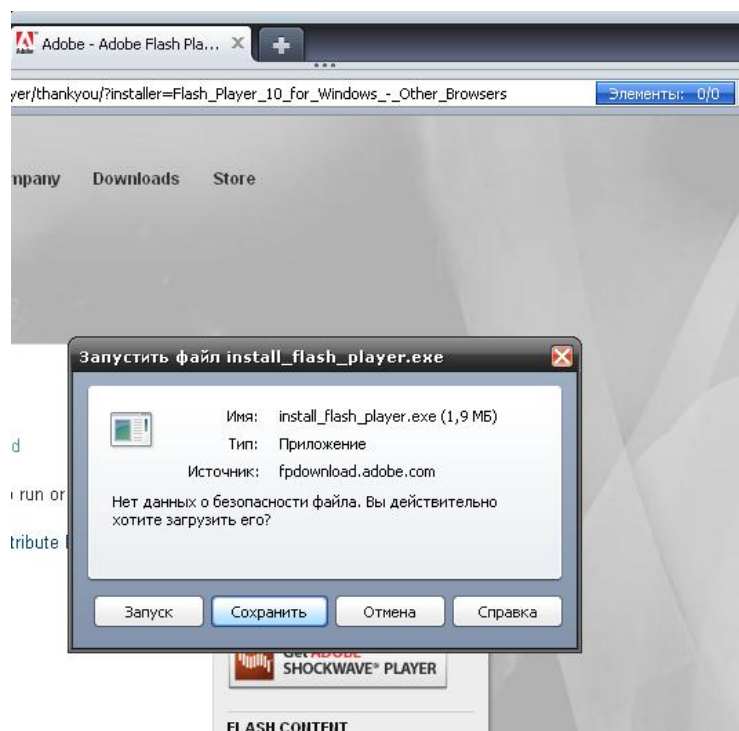 Adobe - Adobe Flash Pla...
yer/thankyou/?installer=Flash_Player_10_for_Windows_-_Other_Browsers
Элементы: 0/0
mpany Downloads Store
Запустить файл install_flash_player.exe
Имя: install_flash_player.exe (1,9 МБ)
Тип: Приложение
Источник: fpdownload.adobe.com
Нет данных о безопасности файла. Вы действительно
хотите загрузить его?
d
o run or
tribute
Запуск Сохранить Отмена Справка
Get ADOBE
SHOCKWAVE® PLAYER
FLASH CONTENT